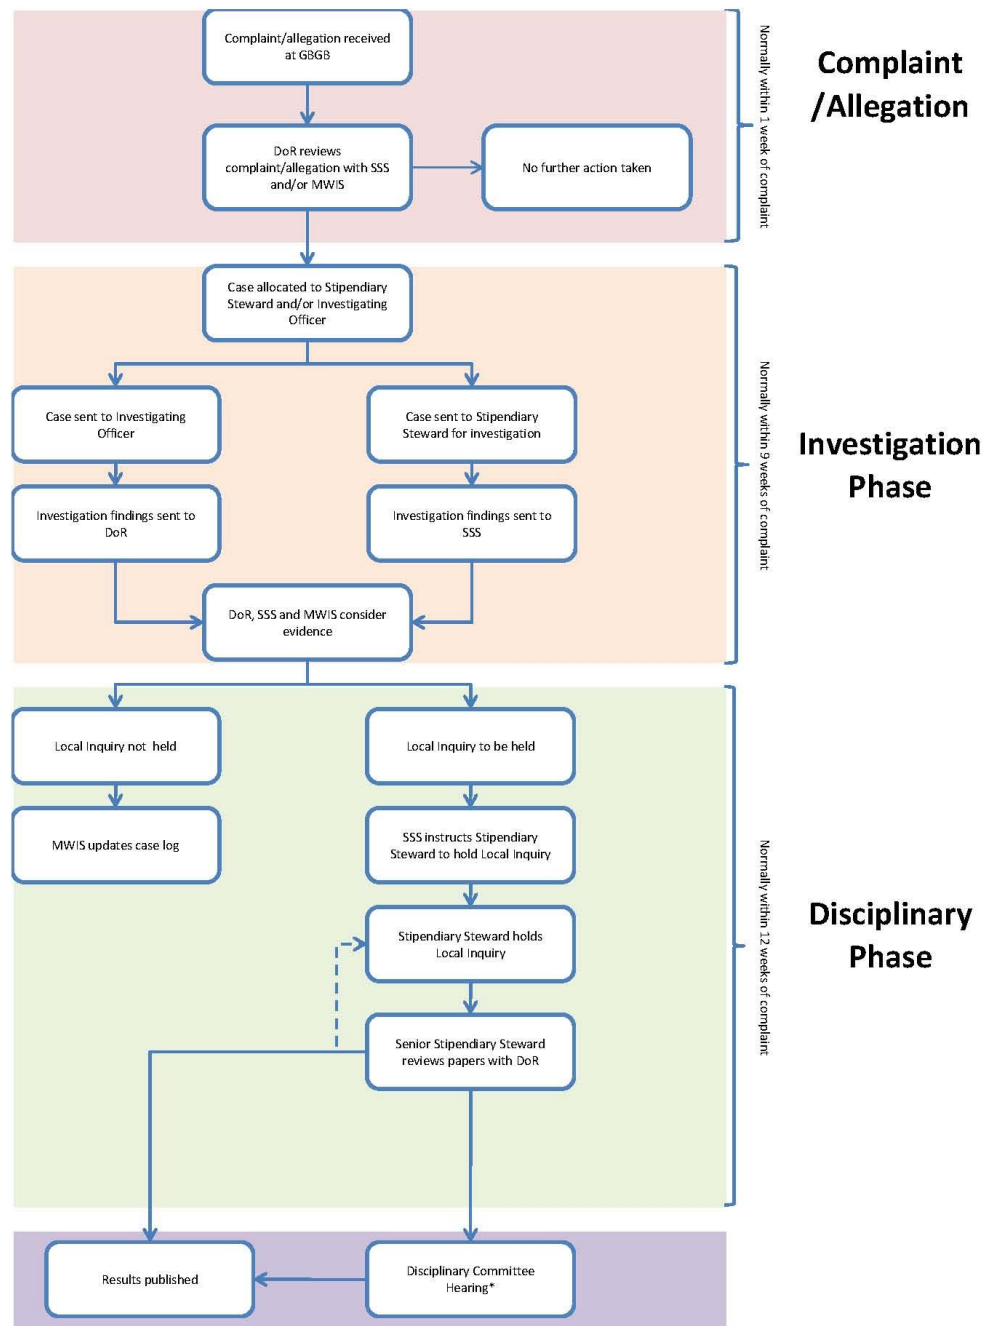 Complaint/allegation received
at GBGB
Normally within 1 week of complaint
Complaint
/Allegation
DoR reviews
complaint/allegation with SSS
and/or MWIS
No further action taken
Case allocated to Stipendiary
Steward and/or Investigating
Officer
Normally within 9 weeks of complaint
Investigation
Phase
Case sent to Investigating
Officer
Case sent to Stipendiary
Steward for investigation
Investigation findings sent to
DoR
Investigation findings sent to
SSS
DoR, SSS and MWIS consider
evidence
Local Inquiry not held
Local Inquiry to be held
MWIS updates case log
SSS instructs Stipendiary
Steward to hold Local Inquiry
Normally within 12 weeks of complaint
Disciplinary
Phase
Stipendiary Steward holds
Local Inquiry
Senior Stipendiary Steward
reviews papers with DoR
Results published
Disciplinary Committee
Hearing*